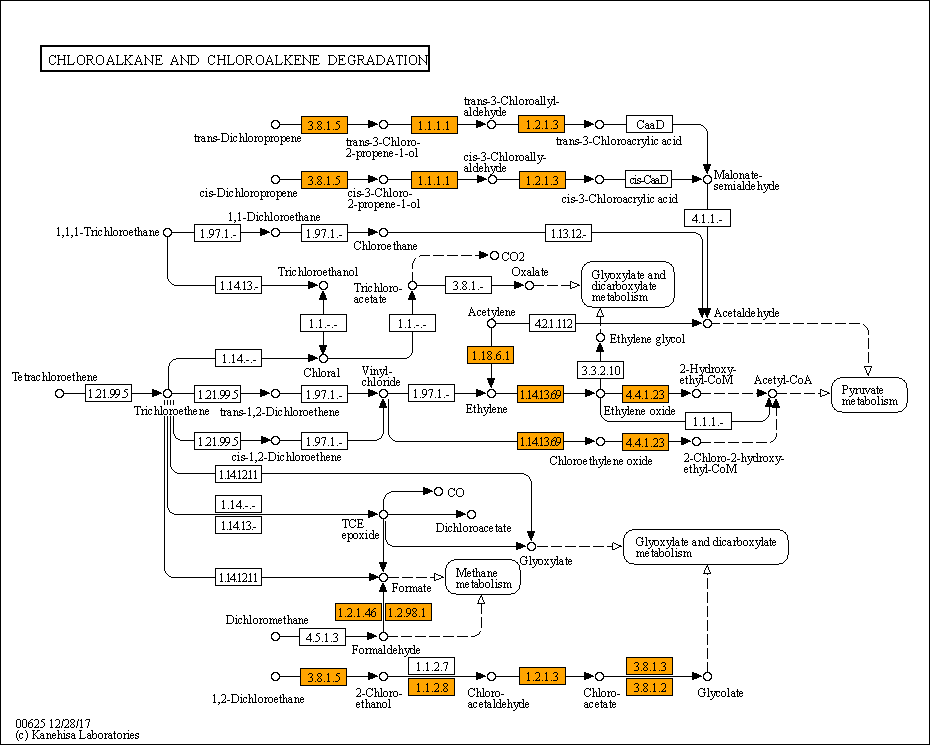 CHLOROALKANE AND CHLOROALKENE DEGRADATION
trans-3-Chloroallyl-
aldehyde
3.8.1.5
1.1.1.1
1.2.1.3
CaaD
trans-Dichloropropene
trans-3-Chloro-
2-propene-1-ol
trans-3-Chloroacrylic acid
cis-3-Chloroally-
aldehyde
3.8.1.5
1.1.1.1
1.2.1.3
cis-CaaD
Malonate-
semialdehyde
cis-Dichloropropene
cis-3-Chloro-
2-propene-1-ol
cis-3-Chloroacrylic acid
4.1.1.-
1,1-Dichloroethane
1,1,1-Trichloroethane
1.97.1.-
1.97.1.-
1.13.12.-
Chloroethane
CO2
Trichloroethanol
Oxalate
Glyoxylate and
dicarboxylate
metabolism
1.14.13.-
Trichloro-
acetate
3.8.1.-
Acetylene
Acetaldehyde
1.1.-.-
1.1.-.-
4.2.1.112
Ethylene glycol
1.14.-.-
Chloral
1.18.6.1
3.3.2.10
Tetrachloroethene
Vinyl-
chloride
2-Hydroxy-
ethyl-CoM
Acetyl-CoA
1.21.99.5
1.21.99.5
1.97.1.-
1.97.1.-
1.14.13.69
4.4.1.23
Pyruvate
metabolism
Trichloroethene
trans-1,2-Dichloroethene
Ethylene
Ethylene oxide
1.1.1.-
1.21.99.5
1.97.1.-
1.14.13.69
4.4.1.23
cis-1,2-Dichloroethene
Chloroethylene oxide
2-Chloro-2-hydroxy-
ethyl-CoM
1.14.12.11
CO
1.14.-.-
1.14.13.-
TCE
epoxide
Dichloroacetate
Glyoxylate
Glyoxylate and dicarboxylate
metabolism
1.14.12.11
Formate
Methane
metabolism
1.2.1.46
1.2.98.1
Dichloromethane
4.5.1.3
Formaldehyde
3.8.1.5
1.1.2.7
1.1.2.8
1.2.1.3
3.8.1.3
3.8.1.2
1,2-Dichloroethane
2-Chloro-
ethanol
Chloro-
acetaldehyde
Chloro-
acetate
Glycolate
00625 12/28/17
(c) Kanehisa Laboratories